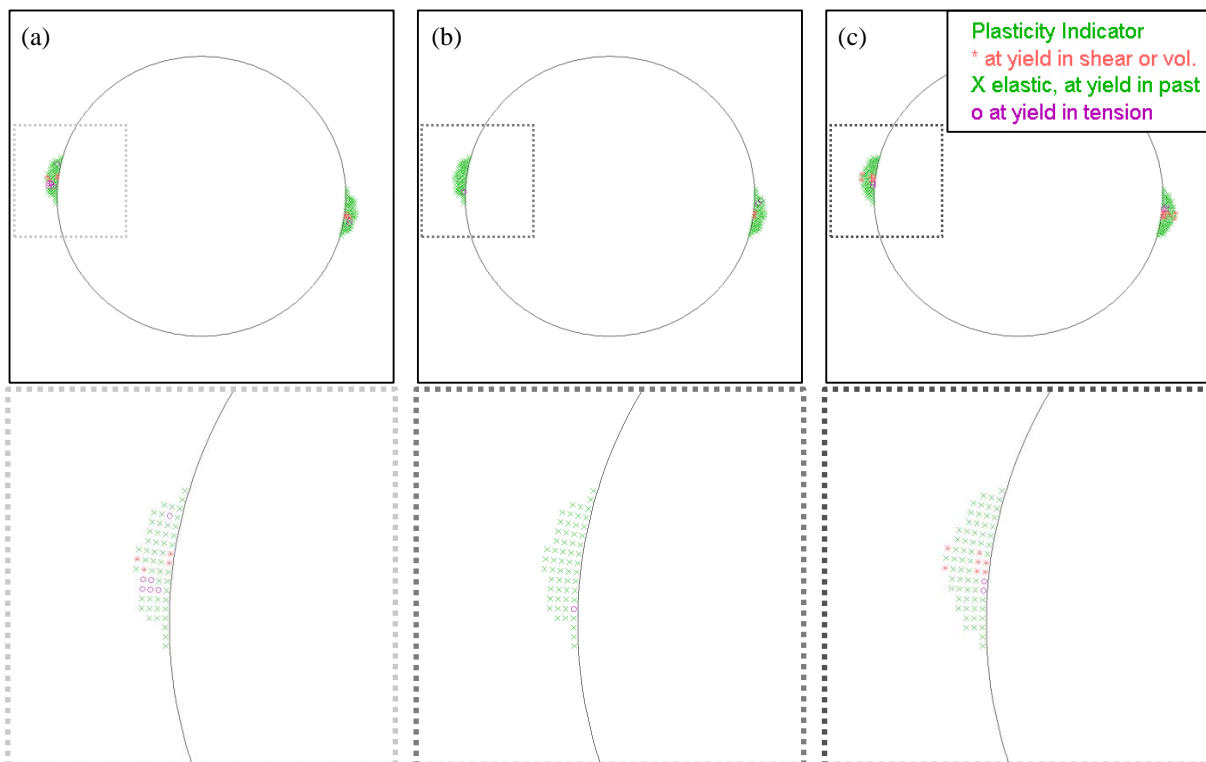 (a)
(b)
(c)
Plasticity Indicator
* at yield in shear or vol.
X elastic, at yield in past
o at yield in tension